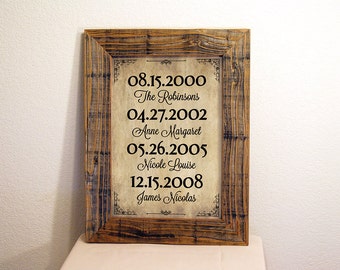 08.15.2000
The Robinsons
04.27.2002
Anne Margaret
05.26.2005
Nicole Louise
12.15.2008
James Nicolas